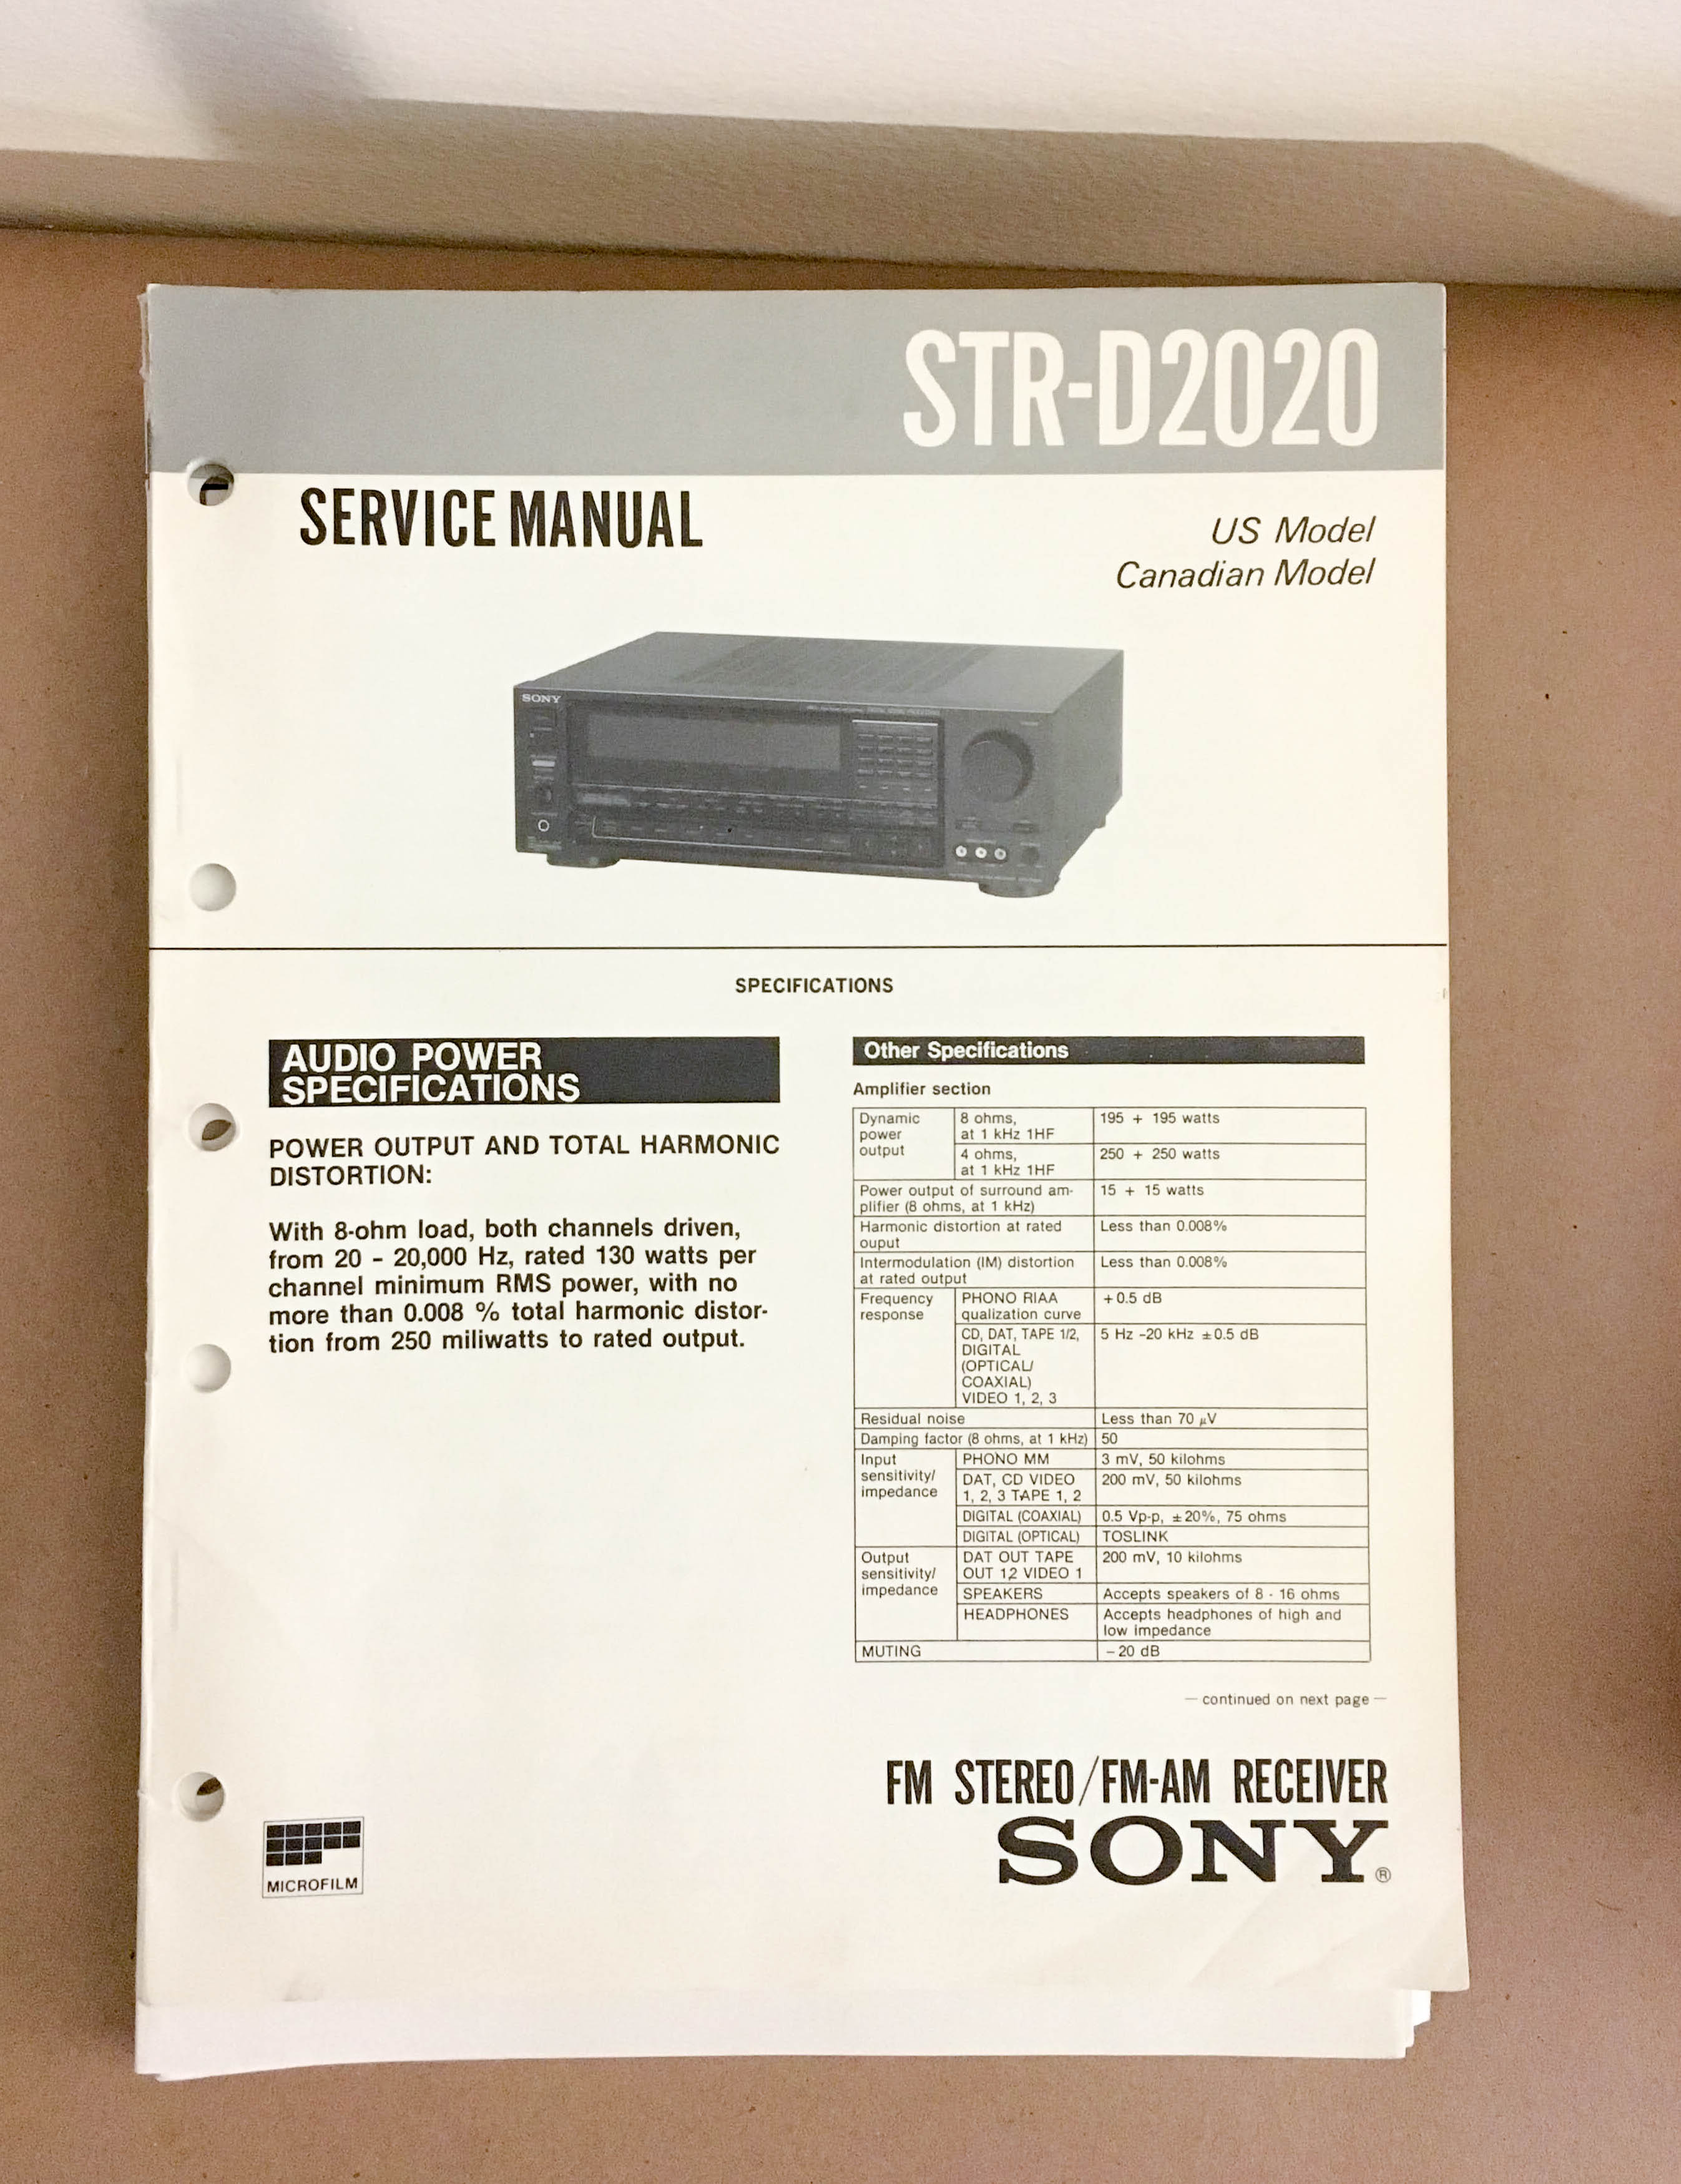 STR-D2020
SERVICE MANUAL
US Model
Canadian Model
SONY
SPECIFICATIONS
AUDIO POWER
SPECIFICATIONS
POWER OUTPUT AND TOTAL HARMONIC
DISTORTION:
With 8-ohm load, both channels driven,
from 20 – 20,000 Hz, rated 130 watts per
channel minimum RMS power, with no
more than 0.008 % total harmonic distor-
tion from 250 miliwatts to rated output.
Other Specifications
Amplifier section
Dynamic
power
output
8 ohms,
at 1 kHz 1HF
195 + 195 watts
4 ohms,
at 1 kHz 1HF
250 + 250 watts
Power output of surround am-
plifier (8 ohms, at 1 kHz)
15 + 15 watts
Harmonic distortion at rated
ouput
Less than 0.008%
Intermodulation (IM) distortion
at rated output
Less than 0.008%
Frequency
response
PHONO RIAA
qualization curve
+0.5 dB
CD, DAT, TAPE 1/2,
DIGITAL
(OPTICAL/
COAXIAL)
VIDEO 1, 2, 3
5 Hz -20 kHz ±0.5 dB
Residual noise
Less than 70 µV
Damping factor (8 ohms, at 1 kHz)
50
Input
sensitivity/
impedance
PHONO MM
3 mV, 50 kilohms
DAT, CD VIDEO
1, 2, 3 TAPE 1, 2
200 mV, 50 kilohms
DIGITAL (COAXIAL)
0.5 Vp-p, ±20%, 75 ohms
DIGITAL (OPTICAL)
TOSLINK
Output
sensitivity/
impedance
DAT OUT TAPE
OUT 1,2 VIDEO 1
200 mV, 10 kilohms
SPEAKERS
Accepts speakers of 8 - 16 ohms
HEADPHONES
Accepts headphones of high and
low impedance
MUTING
–20 dB
— continued on next page —
FM STEREO/FM-AM RECEIVER
SONY®
MICROFILM